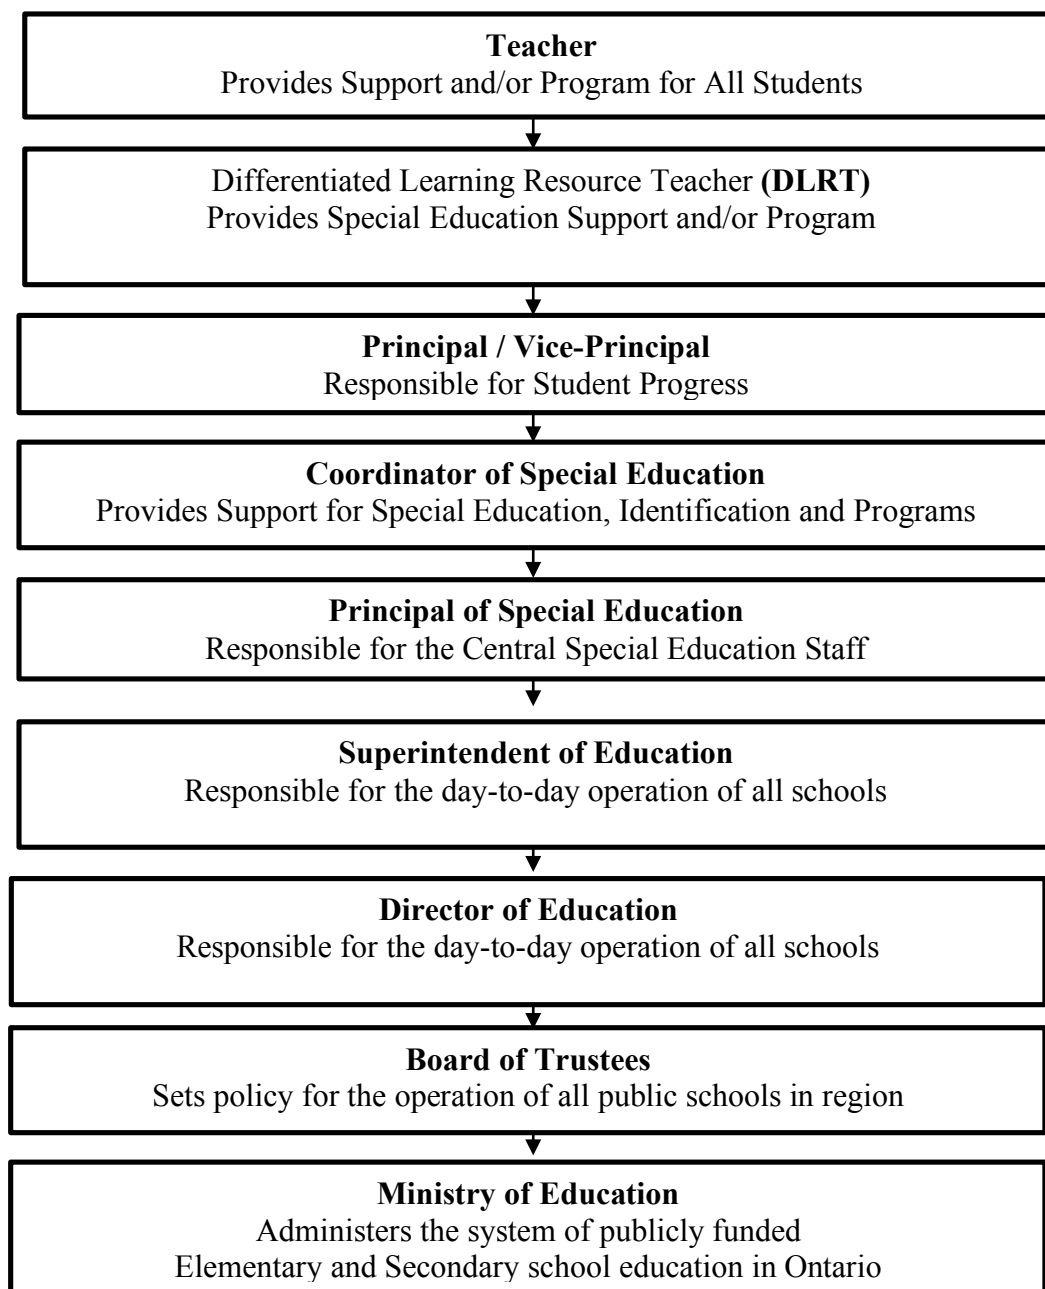 Teacher
Provides Support and/or Program for All Students
Differentiated Learning Resource Teacher (DLRT)
Provides Special Education Support and/or Program
Principal / Vice-Principal
Responsible for Student Progress
Coordinator of Special Education
Provides Support for Special Education, Identification and Programs
Principal of Special Education
Responsible for the Central Special Education Staff
Superintendent of Education
Responsible for the day-to-day operation of all schools
Director of Education
Responsible for the day-to-day operation of all schools
Board of Trustees
Sets policy for the operation of all public schools in region
Ministry of Education
Administers the system of publicly funded
Elementary and Secondary school education in Ontario